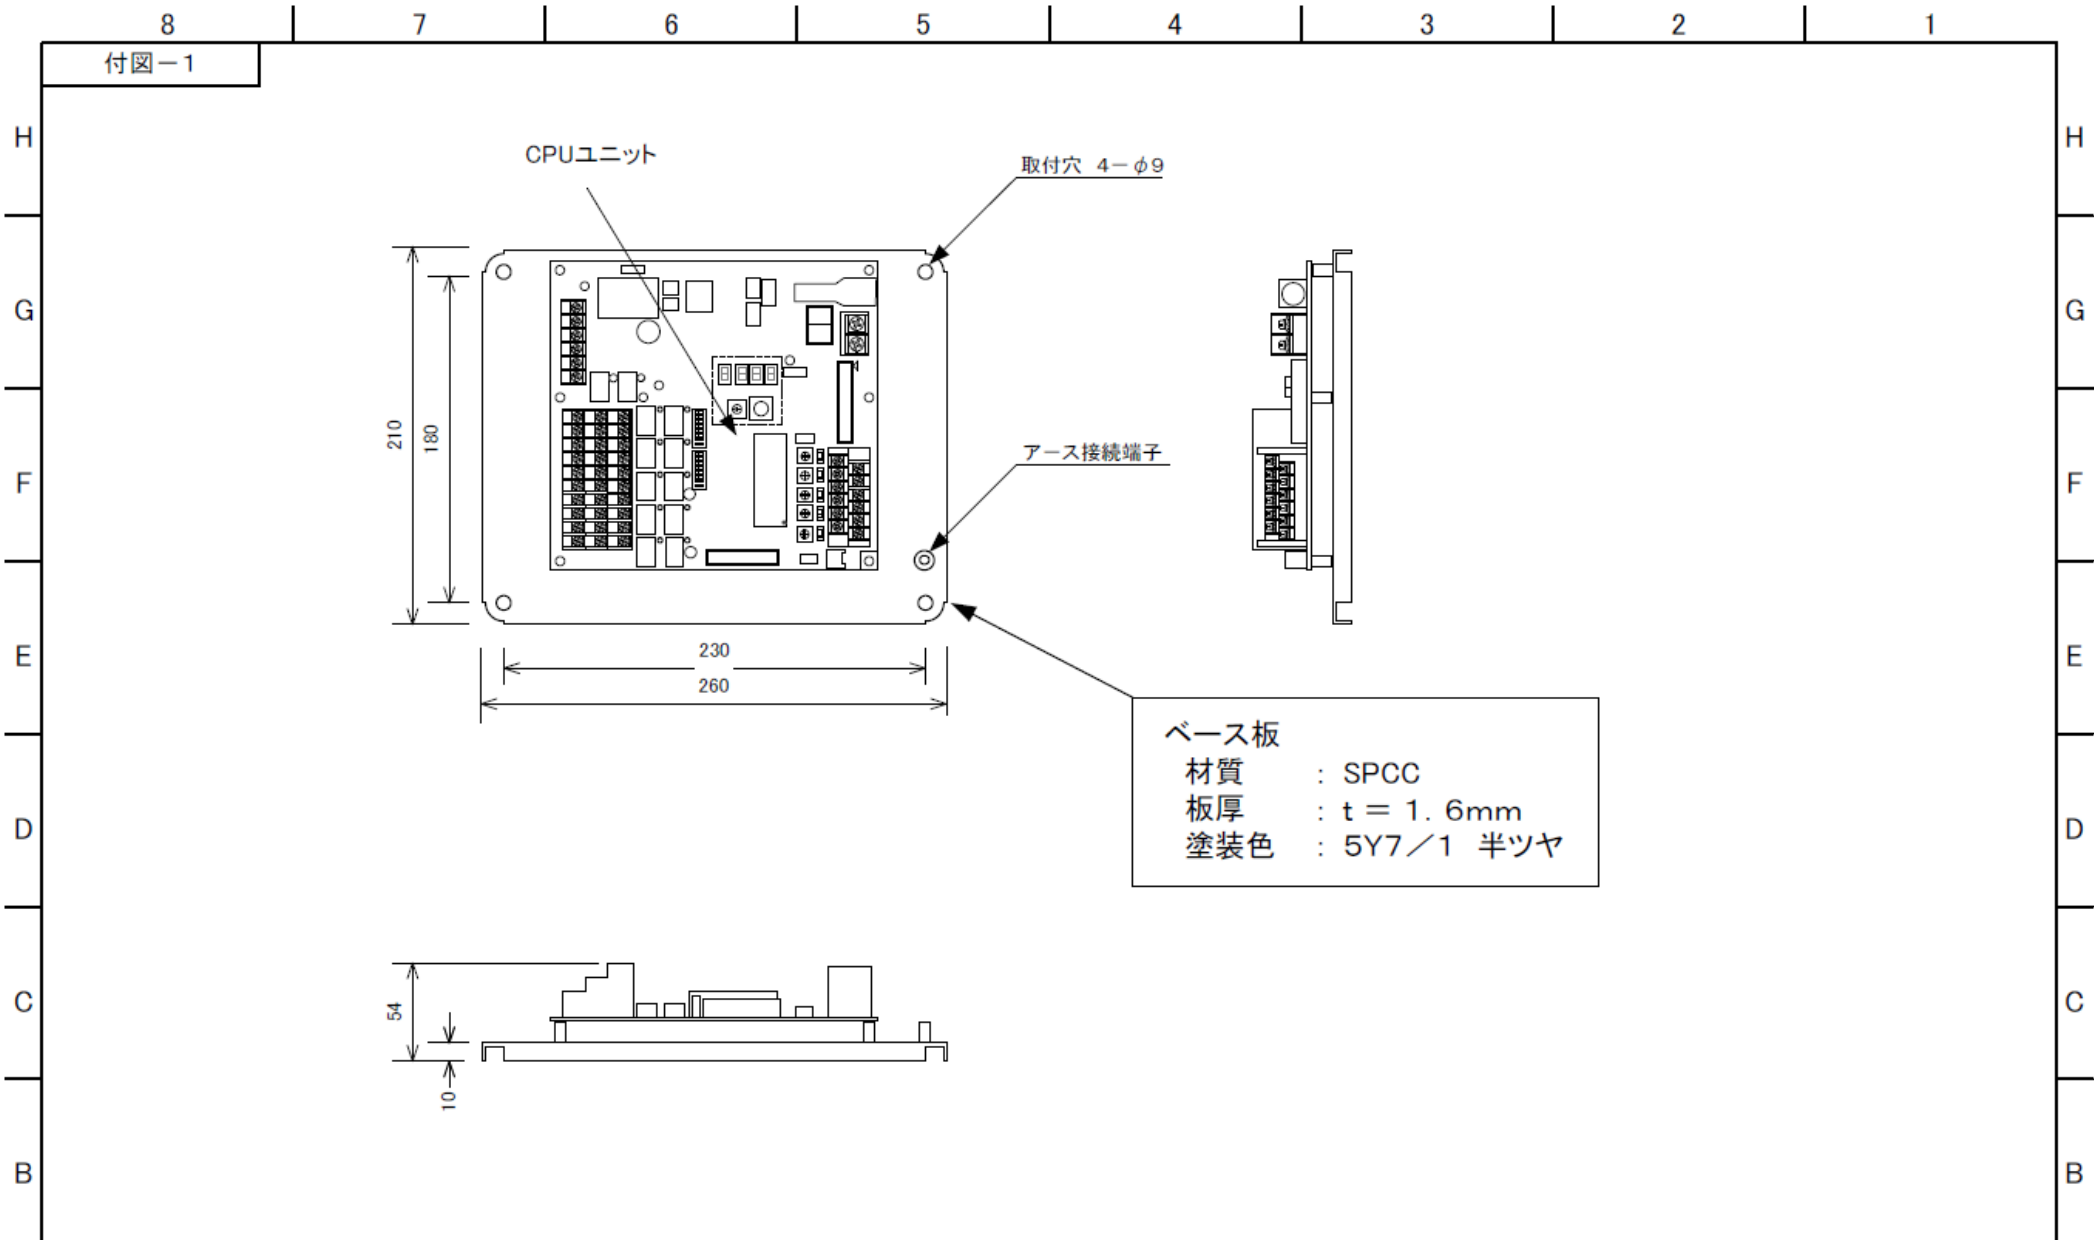 8 7 6 5 4 3 2 1
付図－1
H H
CPUユニット
取付穴 4－φ9
G G
210
180
アース接続端子
F F
230
E E
260
ベース板
材質 : SPCC
板厚 : t＝1.6mm
D D
塗装色 : 5Y7／1 半ツヤ
54
C C
10
B B